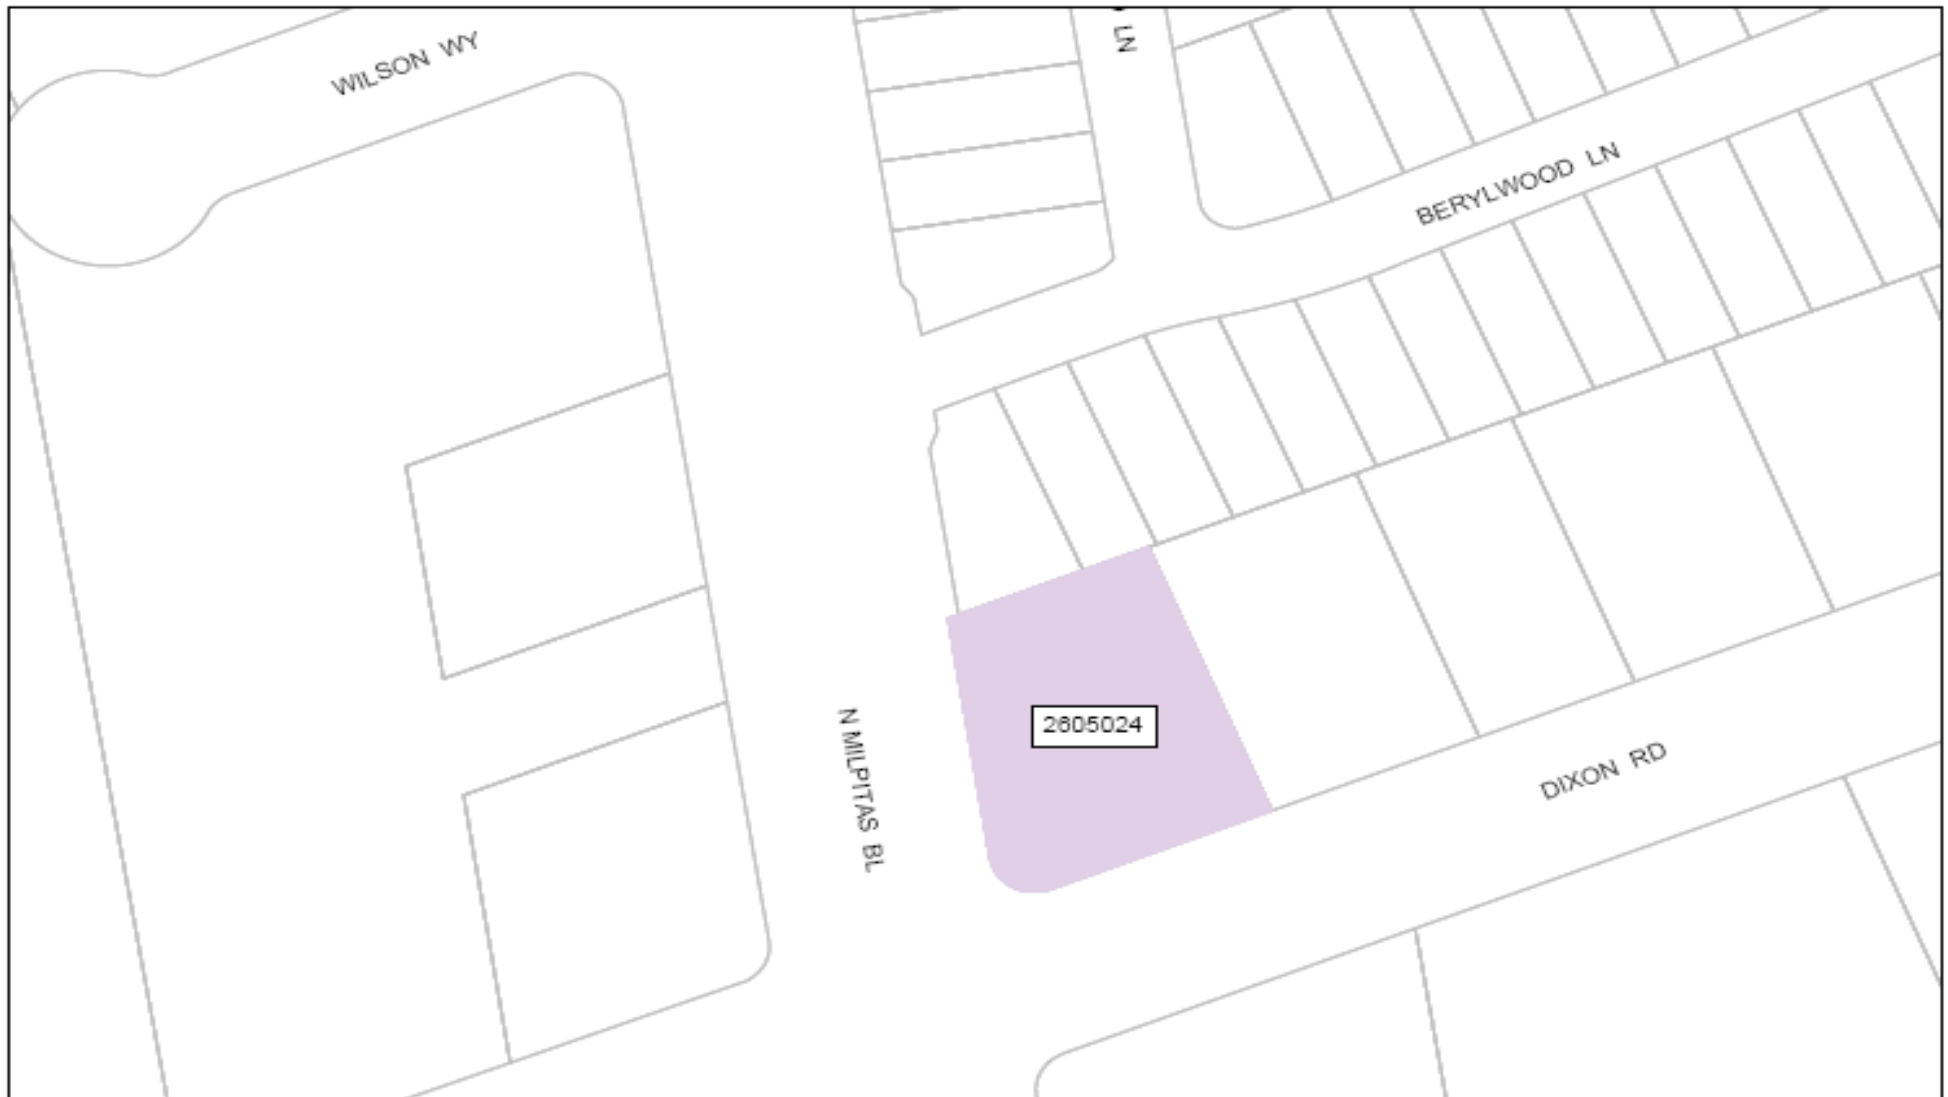 WILSON WY
LN
BERYLWOOD LN
2605024
N MILPITAS BL
DIXON RD